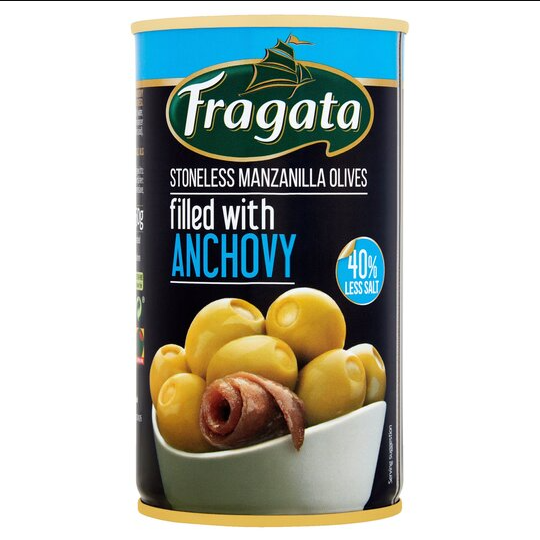 Fragata
STONELESS MANZANILLA OLIVES
filled with
ANCHOVY
40%
LESS SALT
Serving suggestion